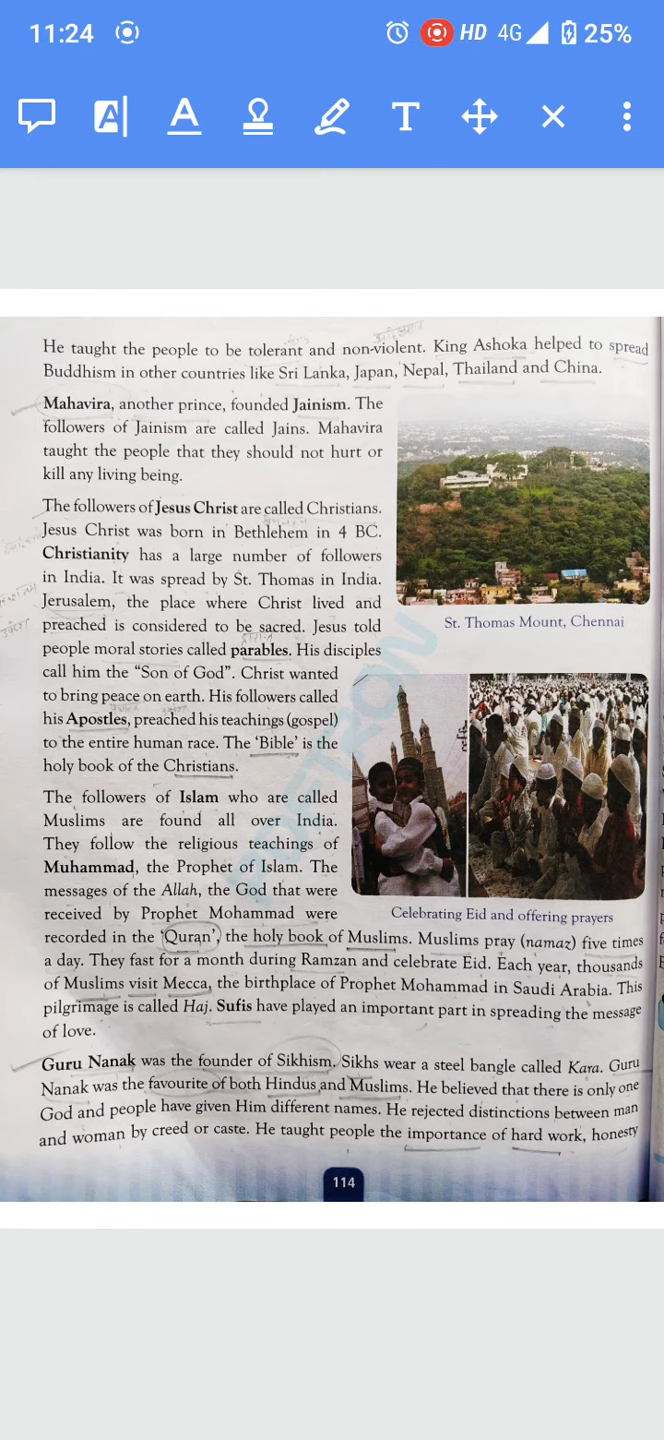 11:24
HD 4G 25%
A A T
He taught the people to be tolerant and non-violent. King Ashoka helped to spread
Buddhism in other countries like Sri Lanka, Japan, Nepal, Thailand and China.
Mahavira, another prince, founded Jainism. The
followers of Jainism are called Jains. Mahavira
taught the people that they should not hurt or
kill any living being.
The followers of Jesus Christ are called Christians.
Jesus Christ was born in Bethlehem in 4 BC.
Christianity has a large number of followers
in India. It was spread by St. Thomas in India.
Jerusalem, the place where Christ lived and
preached is considered to be sacred. Jesus told
people moral stories called parables. His disciples
call him the “Son of God”. Christ wanted
to bring peace on earth. His followers called
his Apostles, preached his teachings (gospel)
to the entire human race. The ‘Bible’ is the
holy book of the Christians.
St. Thomas Mount, Chennai
The followers of Islam who are called
Muslims are found all over India.
They follow the religious teachings of
Muhammad, the Prophet of Islam. The
messages of the Allah, the God that were
received by Prophet Mohammad were
recorded in the ‘Quran’, the holy book of Muslims. Muslims pray (namaz) five times
a day. They fast for a month during Ramzan and celebrate Eid. Each year, thousands
of Muslims visit Mecca, the birthplace of Prophet Mohammad in Saudi Arabia. This
pilgrimage is called Haj. Sufis have played an important part in spreading the message
of love.
Celebrating Eid and offering prayers
Guru Nanak was the founder of Sikhism. Sikhs wear a steel bangle called Kara. Guru
Nanak was the favourite of both Hindus and Muslims. He believed that there is only one
God and people have given Him different names. He rejected distinctions between man
and woman by creed or caste. He taught people the importance of hard work, honesty
114